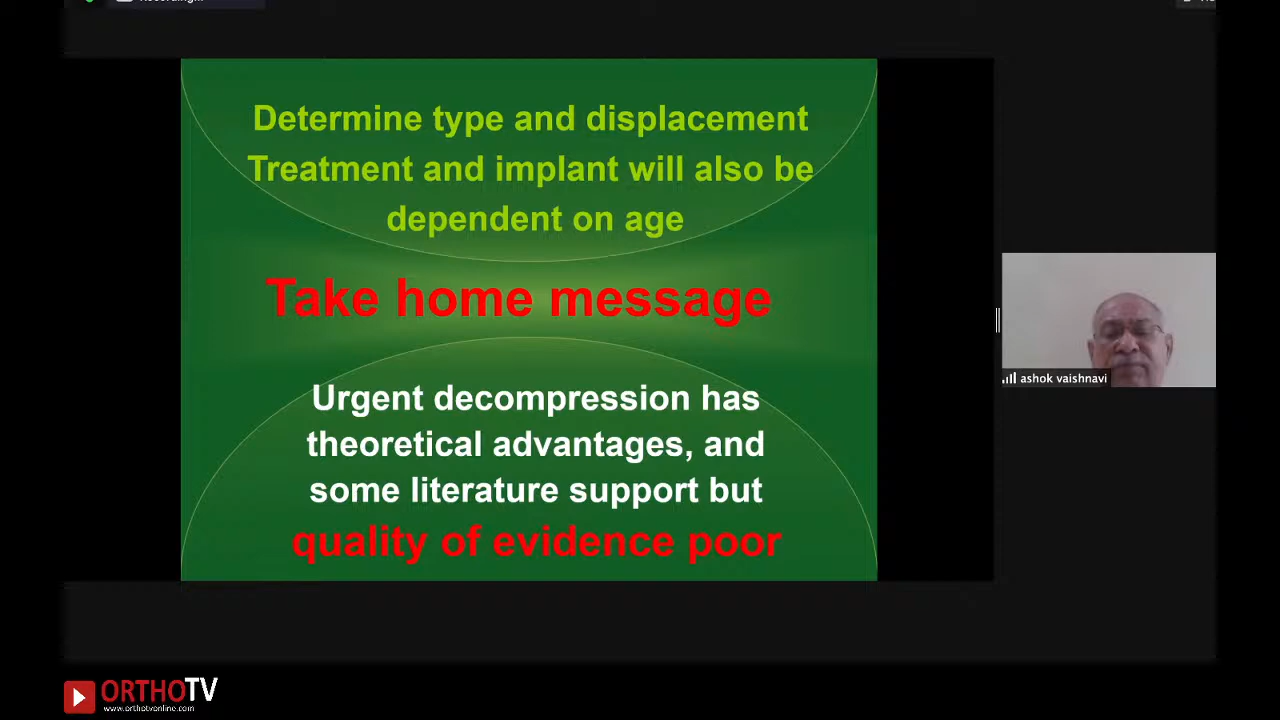 Determine type and displacement
Treatment and implant will also be
dependent on age
Take home message
Urgent decompression has
theoretical advantages, and
some literature support but
quality of evidence poor
ashok vaishnavi
ORTHOTV
www.orthotvonline.com